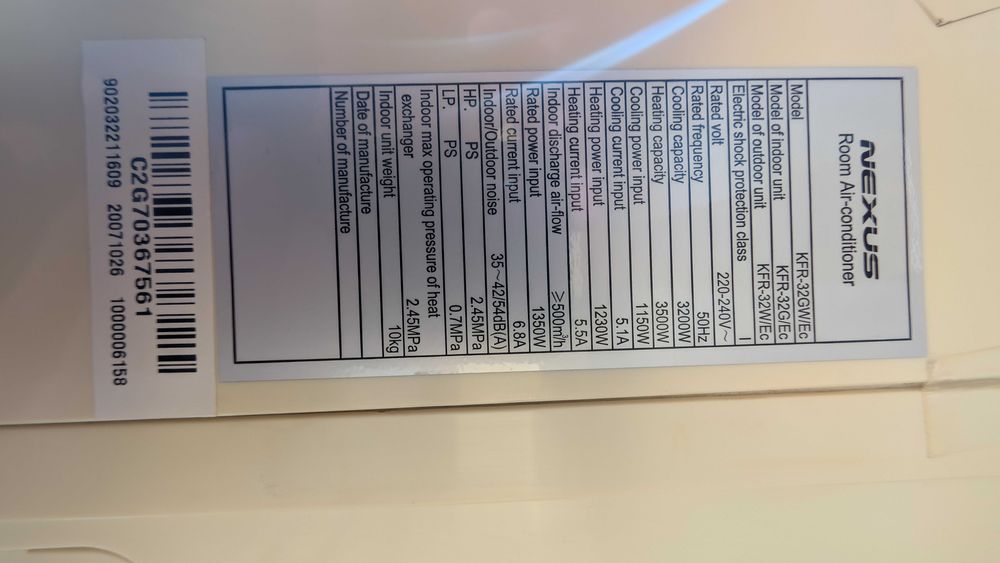 NEXUS
Room Air-conditioner
Model KFR-32GW/Ec
Model of indoor unit KFR-32G/Ec
Model of outdoor unit KFR-32W/Ec
Electric shock protection class I
Rated volt 220-240V~
Rated frequency 50Hz
Cooling capacity 3200W
Heating capacity 3500W
Cooling power input 1150W
Cooling current input 5.1A
Heating power input 1230W
Heating current input 5.5A
Indoor discharge air-flow ≥500m³/h
Rated power input 1350W
Rated current input 6.8A
Indoor/Outdoor noise 35~42/54dB(A)
HP. PS 2.45MPa
LP. PS 0.7MPa
Indoor max operating pressure of heat
exchanger 2.45MPa
Indoor unit weight 10kg
Date of manufacture
Number of manufacture
C2G70367561
902032211609 20071026 1000006158